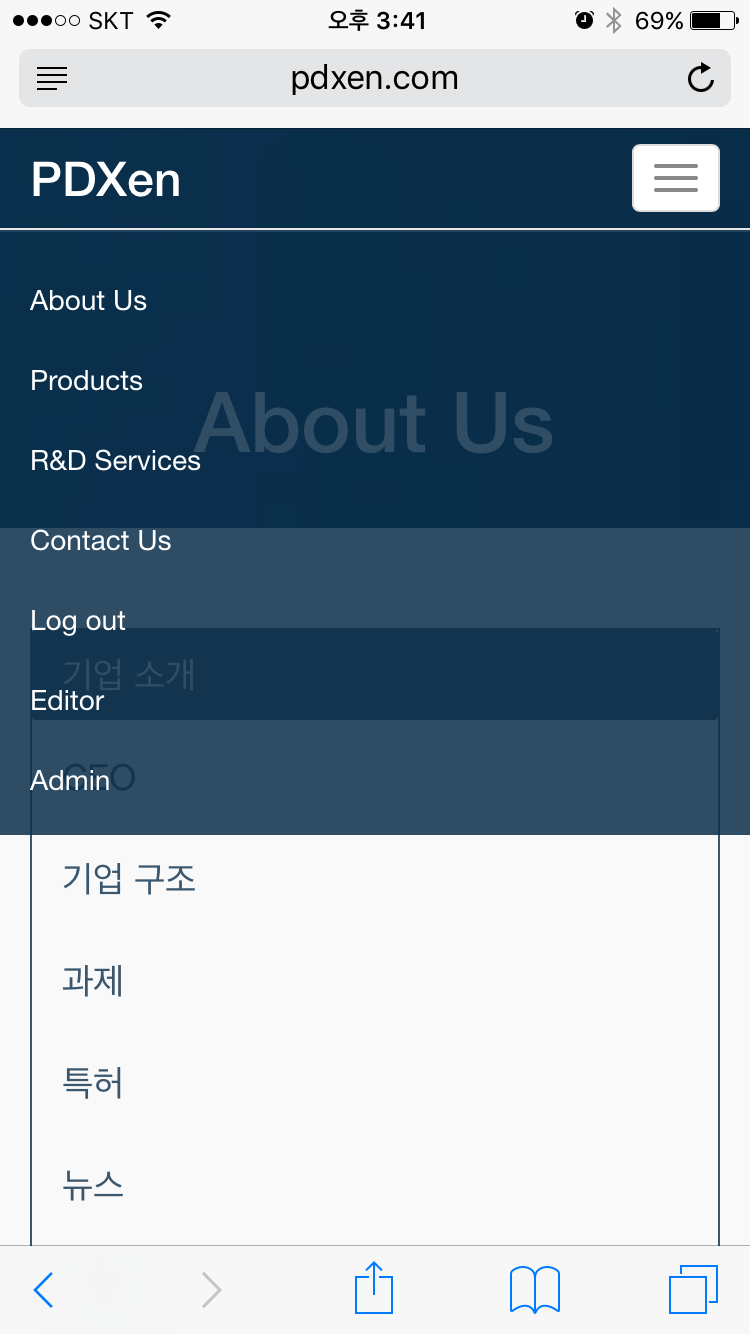 SKT 오후 3:41 69%
pdxen.com
PDXen
About Us
Products
About Us
R&D Services
Contact Us
Log out
기업 소개
Editor
CEO
Admin
기업 구조
과제
특허
뉴스